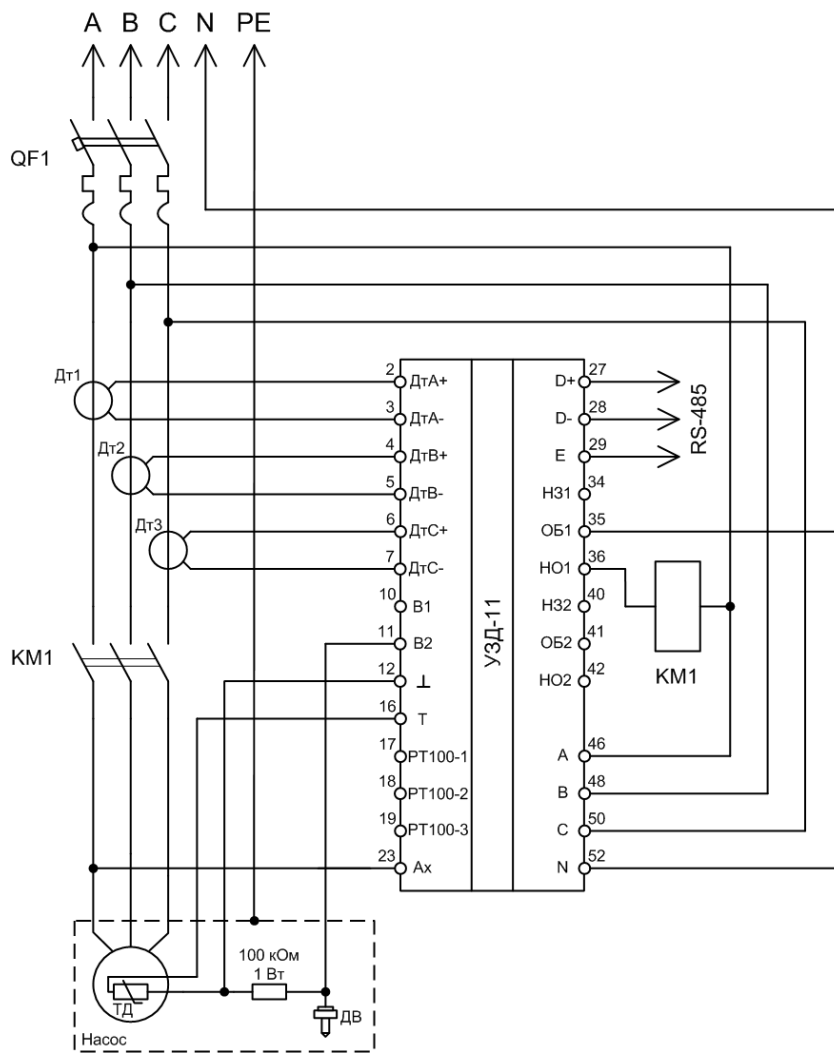 A B C N PE
QF1
Дт1
Дт2
Дт3
KM1
2 ДтА+
3 ДтА-
4 ДтВ+
5 ДтВ-
6 ДтС+
7 ДтС-
10 В1
11 В2
12 ⊥
16 Т
17 РТ100-1
18 РТ100-2
19 РТ100-3
23 Ах
УЗД-11
D+ 27
D- 28
E 29
НЗ1 34
ОБ1 35
НО1 36
НЗ2 40
ОБ2 41
НО2 42
A 46
B 48
C 50
N 52
RS-485
KM1
100 кОм
1 Вт
ТД
ДВ
Насос